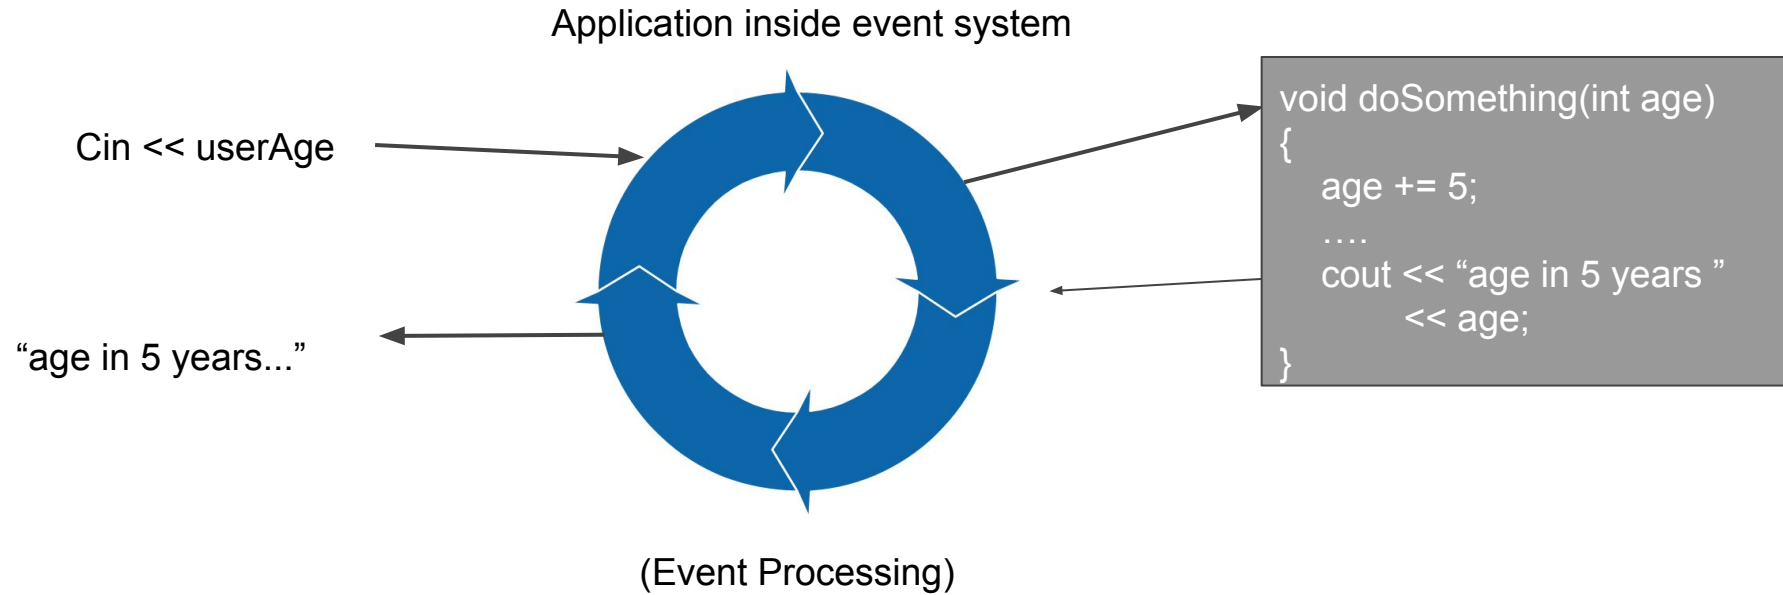 Application inside event system
Cin << userAge
“age in 5 years...”
void doSomething(int age)
{
age += 5;
….
cout << “age in 5 years ”
<< age;
}
(Event Processing)